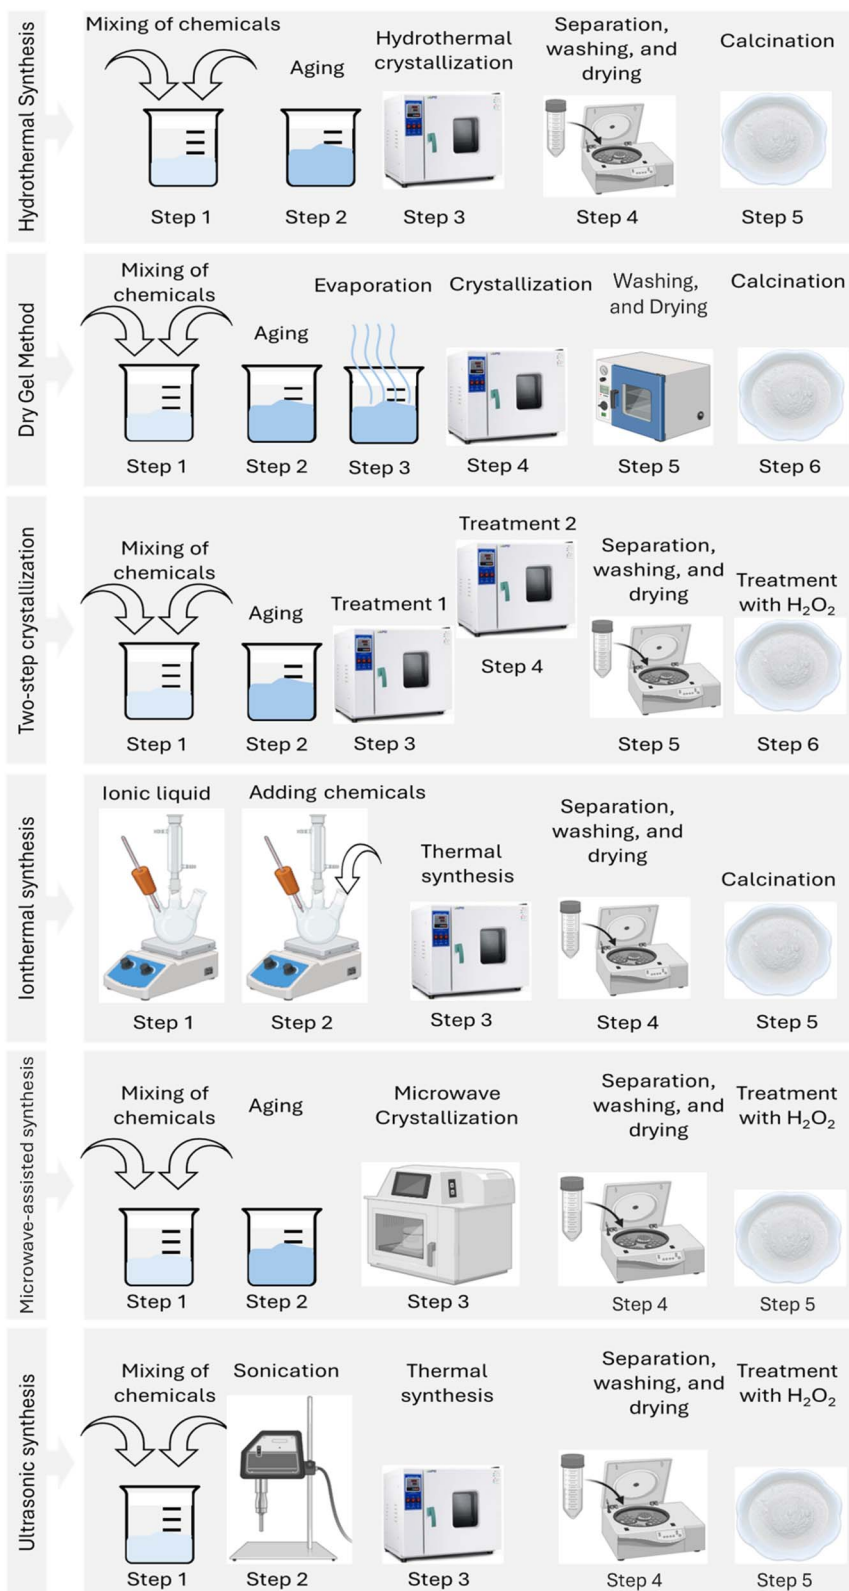 Hydrothermal Synthesis
Mixing of chemicals
Aging
Hydrothermal
crystallization
Separation,
washing, and
drying
Calcination
Step 1
Step 2
Step 3
Step 4
Step 5
Dry Gel Method
Mixing of
chemicals
Aging
Evaporation
Crystallization
Washing,
and Drying
Calcination
Step 1
Step 2
Step 3
Step 4
Step 5
Step 6
Two-step crystallization
Mixing of
chemicals
Aging
Treatment 1
Treatment 2
Separation,
washing, and
drying
Treatment
with H₂O₂
Step 1
Step 2
Step 3
Step 4
Step 5
Step 6
Ionthermal synthesis
Ionic liquid
Adding chemicals
Thermal
synthesis
Separation,
washing, and
drying
Calcination
Step 1
Step 2
Step 3
Step 4
Step 5
Microwave-assisted synthesis
Mixing of
chemicals
Aging
Microwave
Crystallization
Separation,
washing, and
drying
Treatment
with H₂O₂
Step 1
Step 2
Step 3
Step 4
Step 5
Ultrasonic synthesis
Mixing of
chemicals
Sonication
Thermal
synthesis
Separation,
washing, and
drying
Treatment
with H₂O₂
Step 1
Step 2
Step 3
Step 4
Step 5